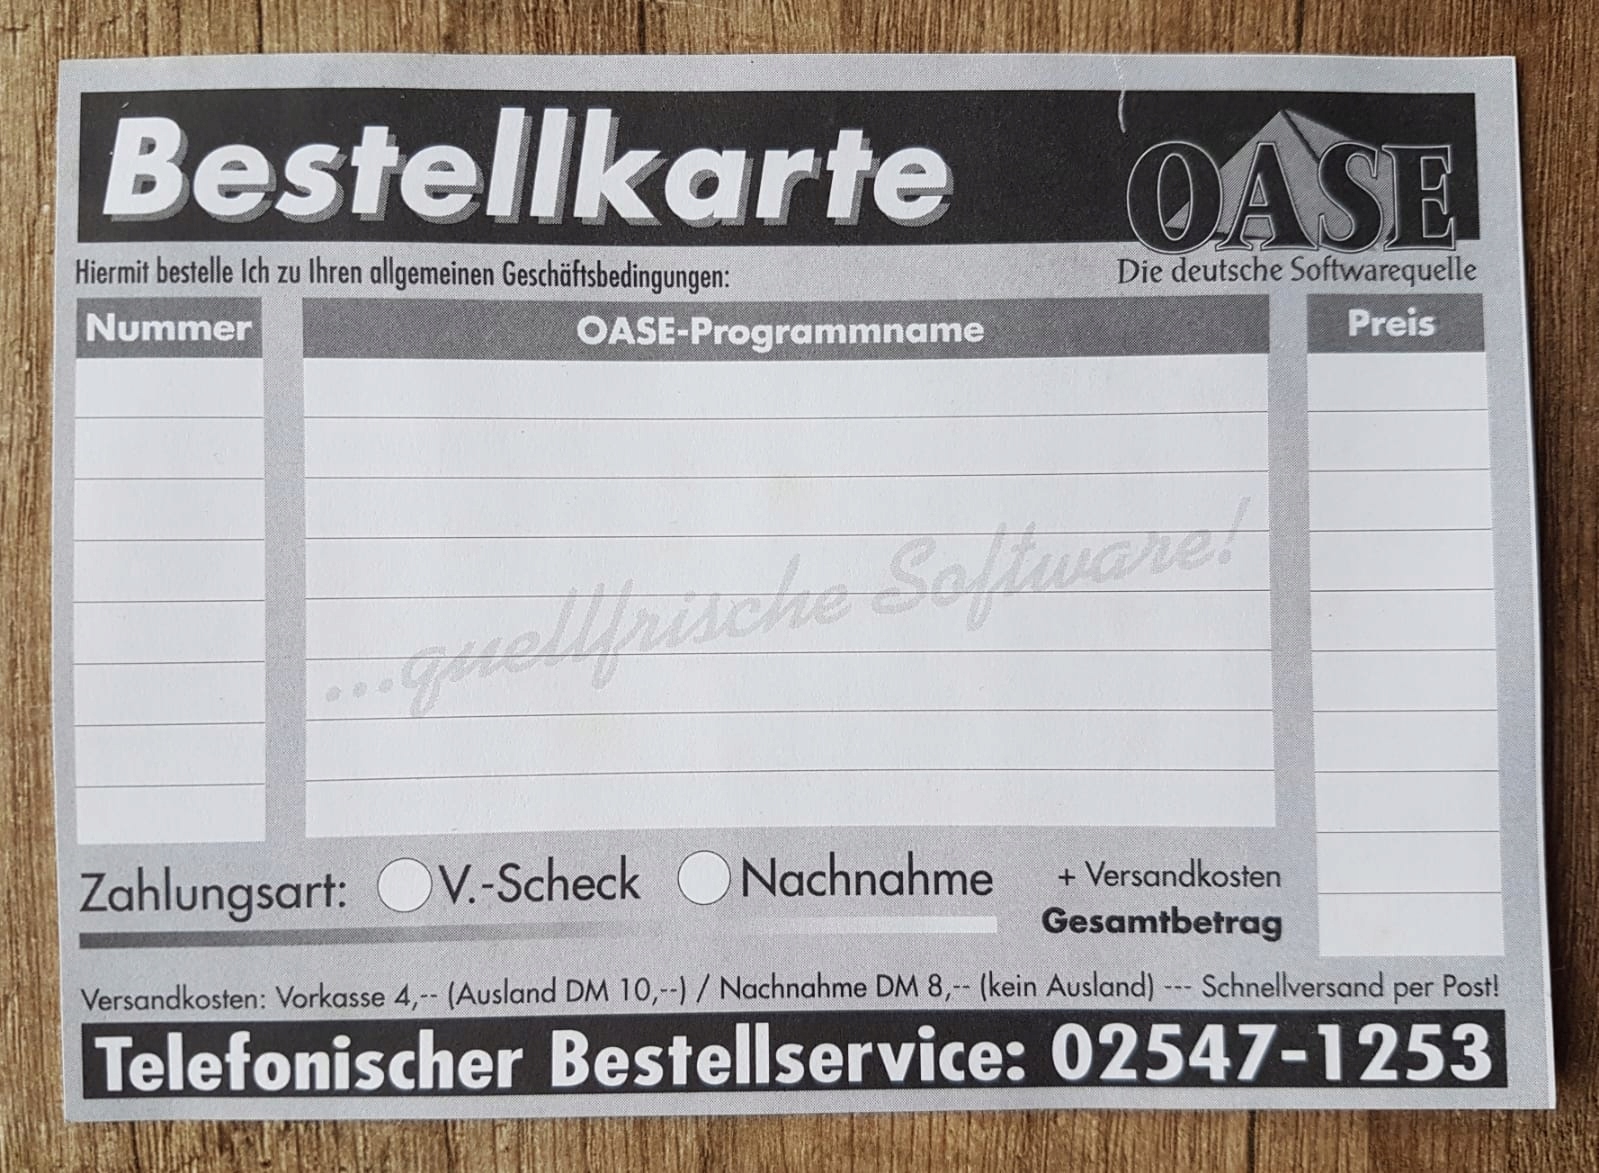 Bestellkarte
OASE
Die deutsche Softwarequelle
Hiermit bestelle Ich zu Ihren allgemeinen Geschäftsbedingungen:
Nummer OASE-Programmname Preis
...quellfrische Software!
Zahlungsart: V.-Scheck Nachnahme + Versandkosten
Gesamtbetrag
Versandkosten: Vorkasse 4,-- (Ausland DM 10,--) / Nachnahme DM 8,-- (kein Ausland) --- Schnellversand per Post!
Telefonischer Bestellservice: 02547-1253